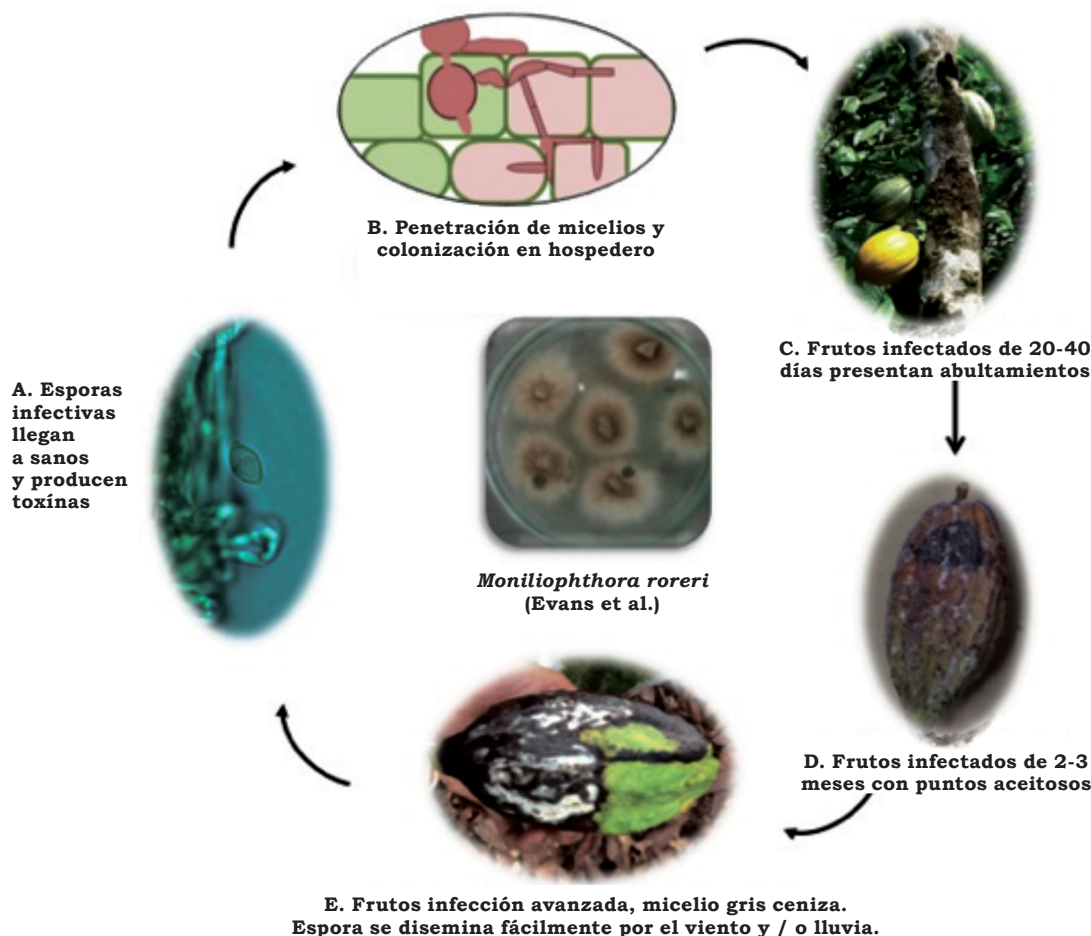 B. Penetración de micelios y
colonización en hospedero
C. Frutos infectados de 20-40
días presentan abultamientos
A. Esporas
infectivas
llegan
a sanos
y producen
toxínas
Moniliophthora roreri
(Evans et al.)
D. Frutos infectados de 2-3
meses con puntos aceitosos
E. Frutos infección avanzada, micelio gris ceniza.
Espora se disemina fácilmente por el viento y / o lluvia.